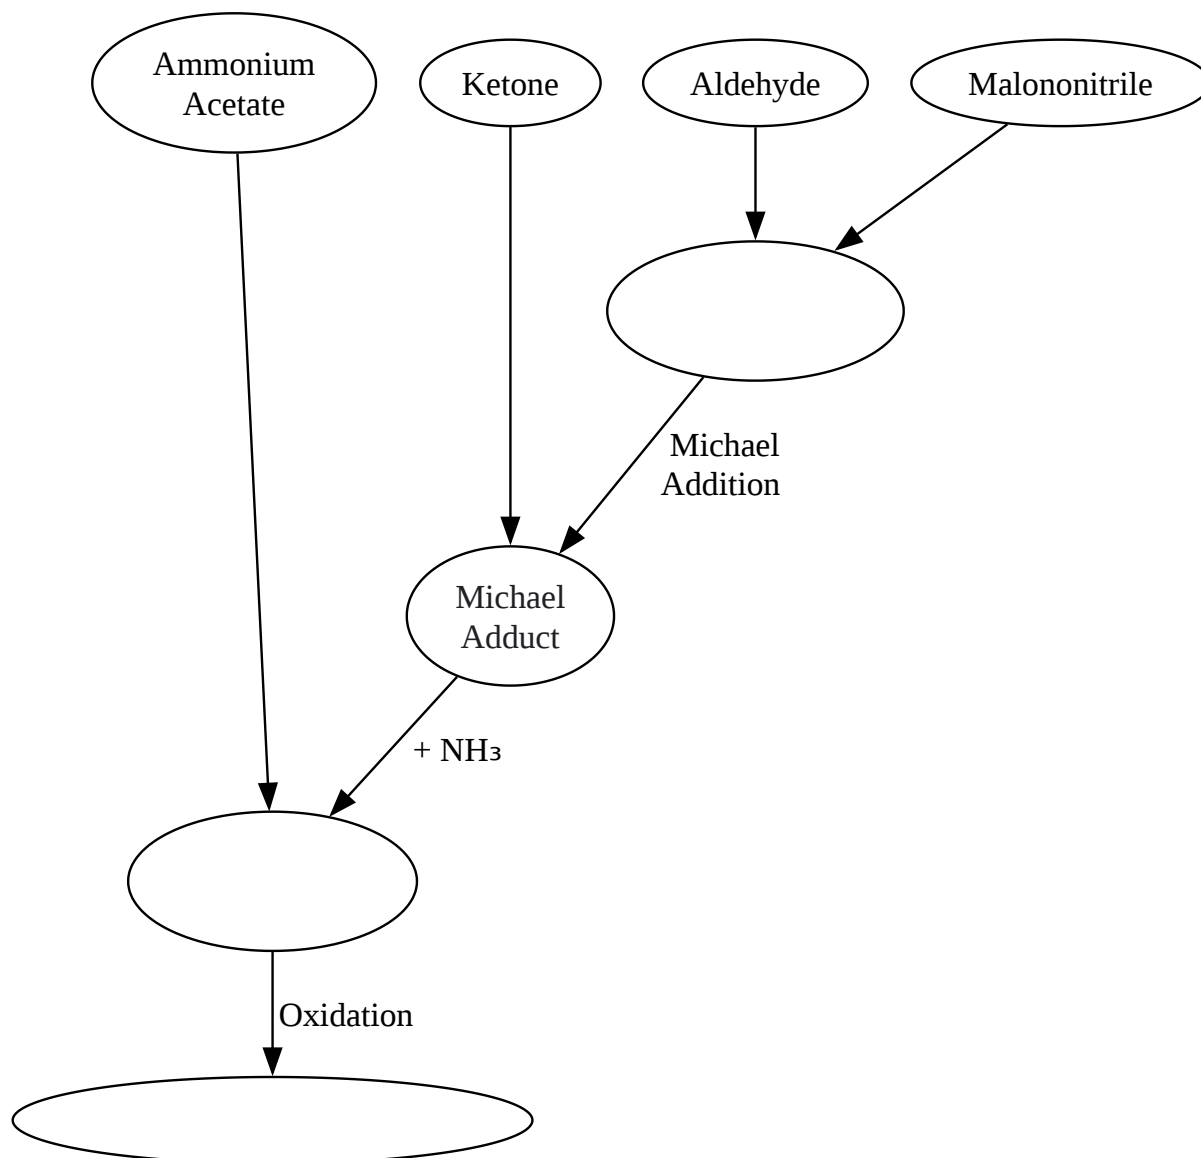 Ammonium
Acetate
Ketone
Aldehyde
Malononitrile
Michael
Addition
Michael
Adduct
+ NH₃
Oxidation